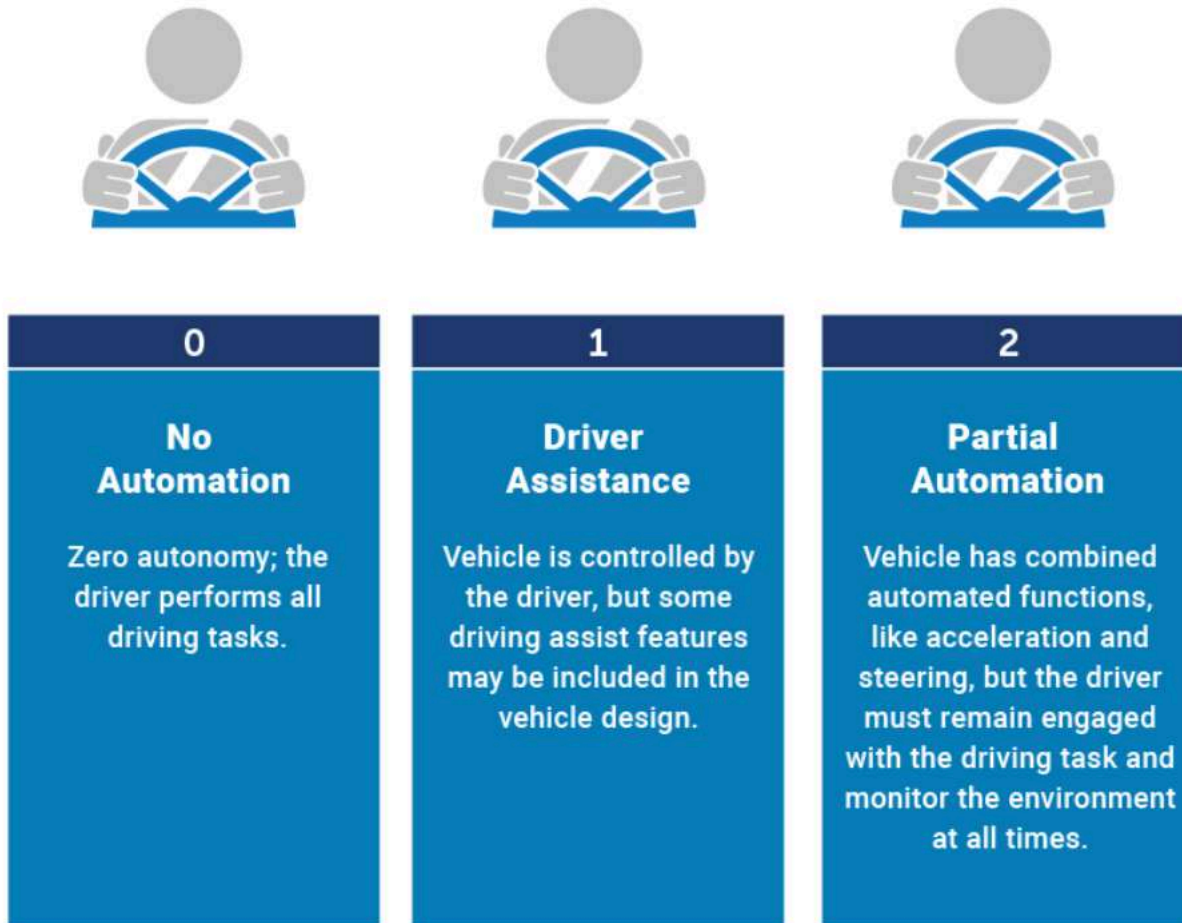 0
No
Automation
Zero autonomy; the
driver performs all
driving tasks.
1
Driver
Assistance
Vehicle is controlled by
the driver, but some
driving assist features
may be included in the
vehicle design.
2
Partial
Automation
Vehicle has combined
automated functions,
like acceleration and
steering, but the driver
must remain engaged
with the driving task and
monitor the environment
at all times.